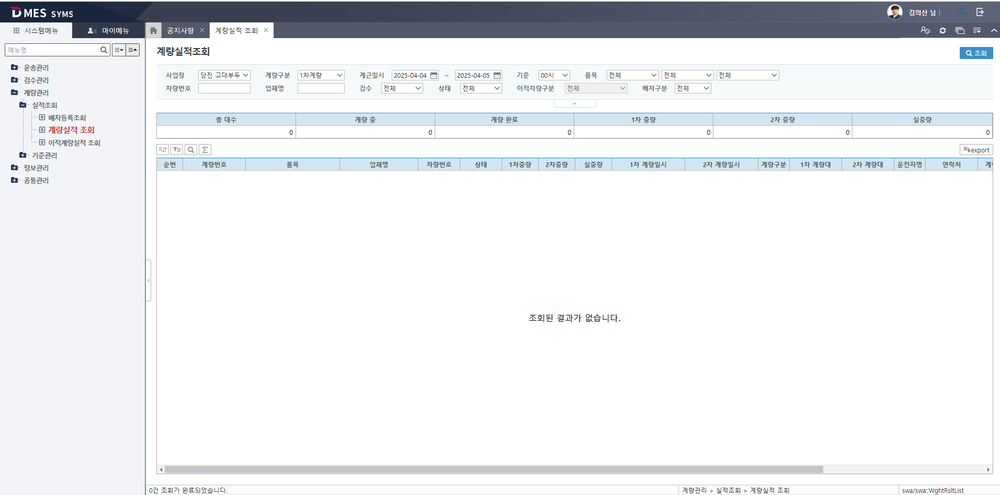 DMES SYMS
김의신 님
시스템메뉴 마이메뉴 공지사항 계량실적 조회
메뉴명
운송관리
검수관리
계량관리
실적조회
배차등록조회
계량실적 조회
이적계량실적 조회
기준관리
정보관리
공통관리
계량실적조회
조회
사업장 당진 고대부두 계량구분 1차계량 계근일시 2025-04-04 ~ 2025-04-05 기준 00시 품목 전체 전체 전체
차량번호 업체명 검수 전체 상태 전체 이적차량구분 전체 배차구분 전체
총 대수 계량 중 계량 완료 1차 중량 2차 중량 실중량
0 0 0 0 0 0
export
순번 계량번호 품목 업체명 차량번호 상태 1차중량 2차중량 실중량 1차 계량일시 2차 계량일시 계량구분 1차 계량대 2차 계량대 운전자명 연락처
조회된 결과가 없습니다.
0건 조회가 완료되었습니다.
계량관리 > 실적조회 > 계량실적 조회
swa/swa::WghtRsltList